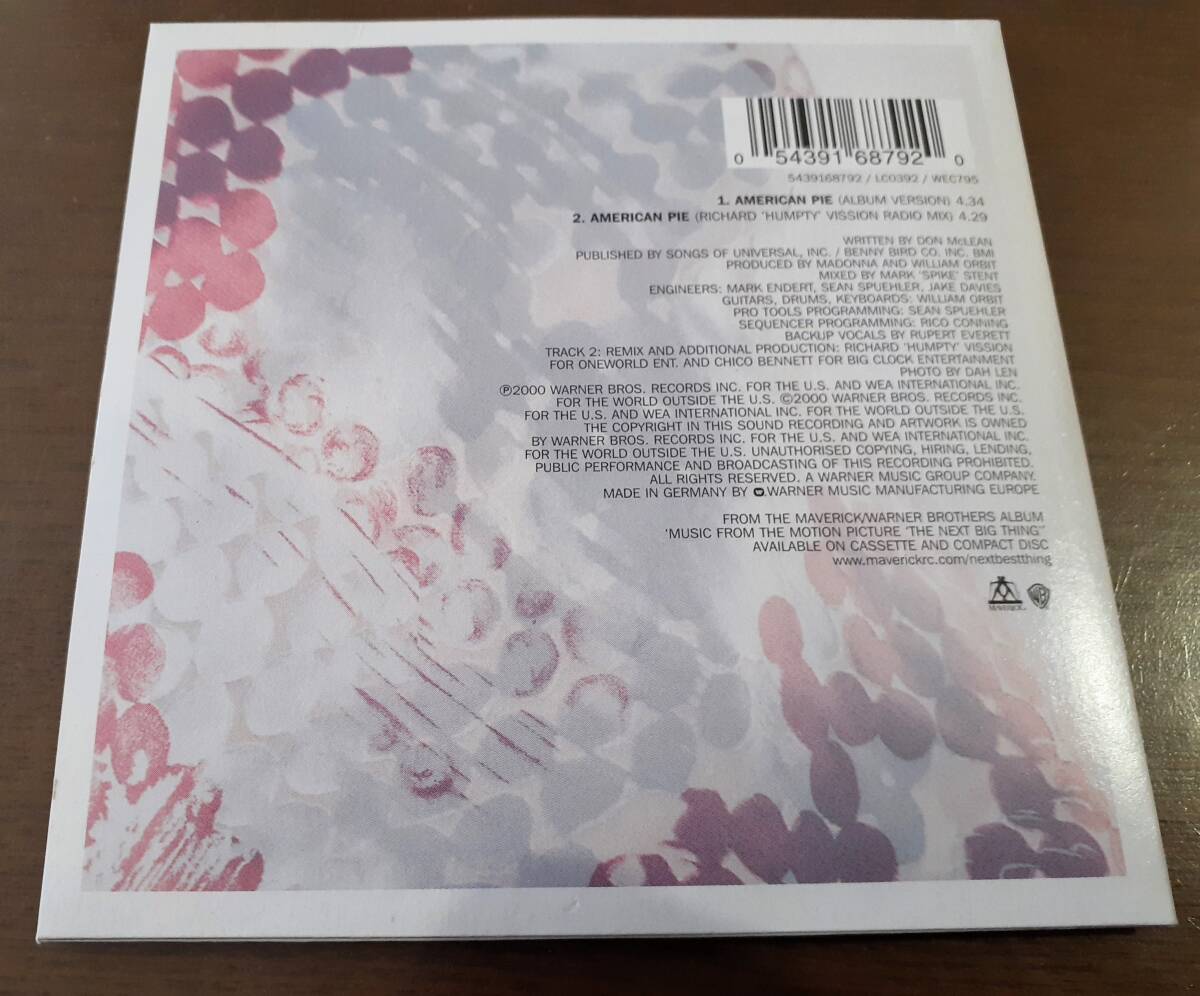 0 54391 68792 0
5439168792 / LC0392 / WEC795
1. AMERICAN PIE (ALBUM VERSION) 4.34
2. AMERICAN PIE (RICHARD 'HUMPTY' VISSION RADIO MIX) 4.29
WRITTEN BY DON McLEAN
PUBLISHED BY SONGS OF UNIVERSAL, INC. / BENNY BIRD CO. INC. BMI
PRODUCED BY MADONNA AND WILLIAM ORBIT
MIXED BY MARK 'SPIKE' STENT
ENGINEERS: MARK ENDERT, SEAN SPUEHLER, JAKE DAVIES
GUITARS, DRUMS, KEYBOARDS: WILLIAM ORBIT
PRO TOOLS PROGRAMMING: SEAN SPUEHLER
SEQUENCER PROGRAMMING: RICO CONNING
BACKUP VOCALS BY RUPERT EVERETT
TRACK 2: REMIX AND ADDITIONAL PRODUCTION: RICHARD 'HUMPTY' VISSION
FOR ONEWORLD ENT. AND CHICO BENNETT FOR BIG CLOCK ENTERTAINMENT
PHOTO BY DAH LEN
℗2000 WARNER BROS. RECORDS INC. FOR THE U.S. AND WEA INTERNATIONAL INC.
FOR THE WORLD OUTSIDE THE U.S. ©2000 WARNER BROS. RECORDS INC.
FOR THE U.S. AND WEA INTERNATIONAL INC. FOR THE WORLD OUTSIDE THE U.S.
THE COPYRIGHT IN THIS SOUND RECORDING AND ARTWORK IS OWNED
BY WARNER BROS. RECORDS INC. FOR THE U.S. AND WEA INTERNATIONAL INC.
FOR THE WORLD OUTSIDE THE U.S. UNAUTHORISED COPYING, HIRING, LENDING,
PUBLIC PERFORMANCE AND BROADCASTING OF THIS RECORDING PROHIBITED.
ALL RIGHTS RESERVED. A WARNER MUSIC GROUP COMPANY.
MADE IN GERMANY BY .WARNER MUSIC MANUFACTURING EUROPE
FROM THE MAVERICK/WARNER BROTHERS ALBUM
'MUSIC FROM THE MOTION PICTURE 'THE NEXT BIG THING''
AVAILABLE ON CASSETTE AND COMPACT DISC
www.maverickrc.com/nextbestthing
MAVERICK WB